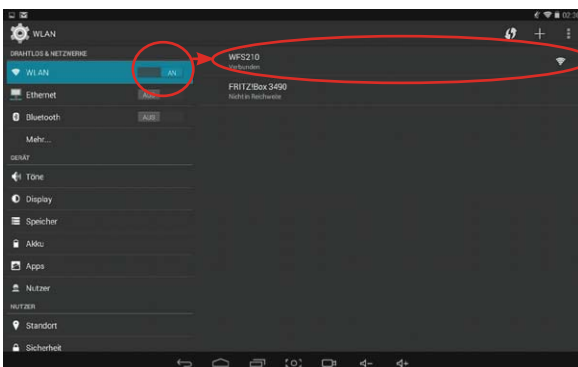 02:36
WLAN
DRAHTLOS & NETZWERKE
WLAN AN
Ethernet AUS
Bluetooth AUS
Mehr...
GERÄT
Töne
Display
Speicher
Akku
Apps
Nutzer
NUTZER
Standort
Sicherheit
WFS210
Verbunden
FRITZ!Box 3490
Nicht in Reichweite